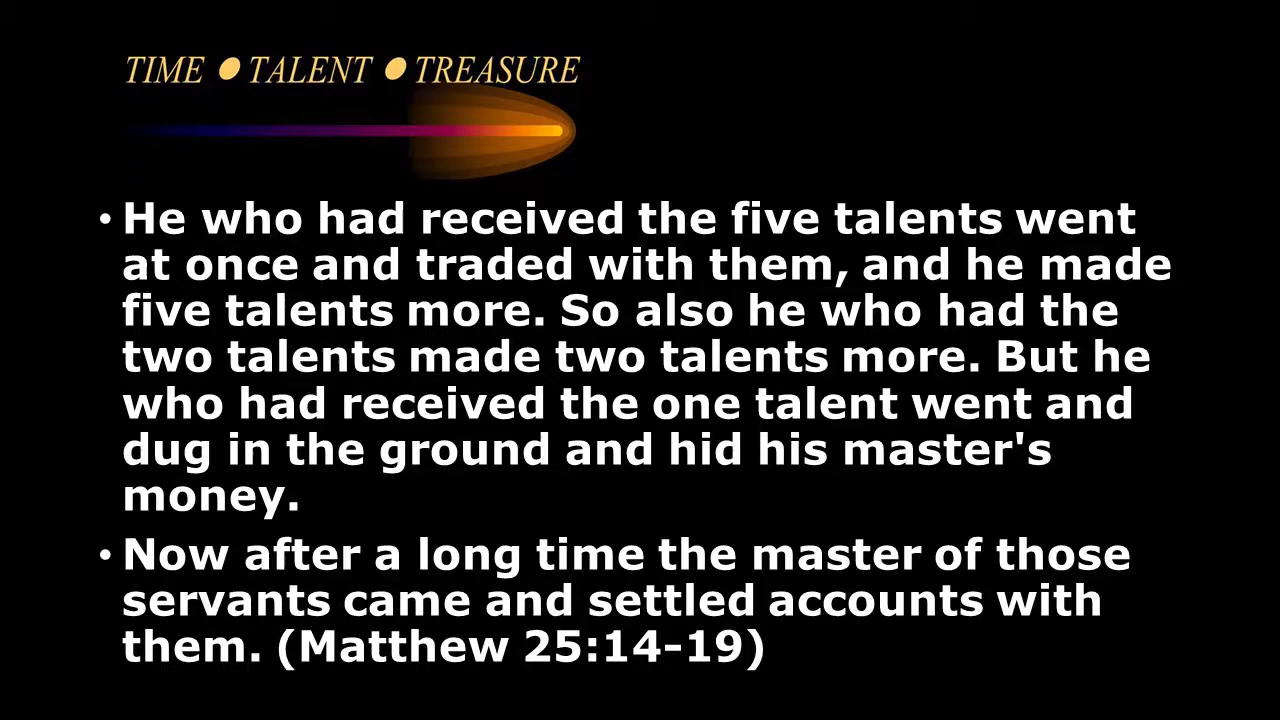 TIME ● TALENT ● TREASURE
• He who had received the five talents went
at once and traded with them, and he made
five talents more. So also he who had the
two talents made two talents more. But he
who had received the one talent went and
dug in the ground and hid his master's
money.
• Now after a long time the master of those
servants came and settled accounts with
them. (Matthew 25:14-19)